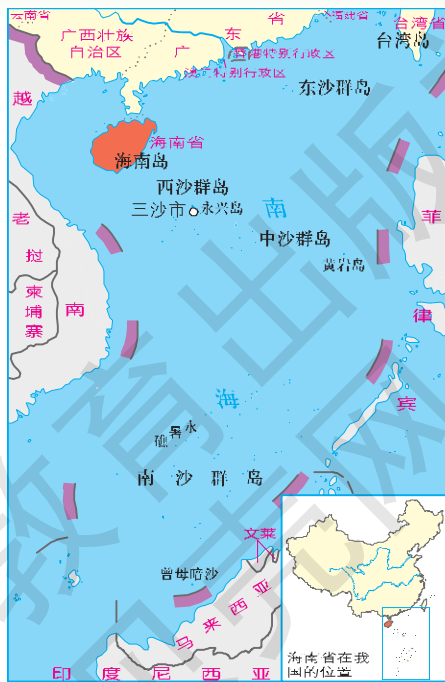 云南省
广西壮族
自治区
广
东
省
福建省
台湾省
台湾岛
香港特别行政区
澳门特别行政区
东沙群岛
越
海南省
海南岛
西沙群岛
三沙市 永兴岛
南
中沙群岛
黄岩岛
菲
老
挝
柬
埔
寨
南
律
宾
海
永
暑
礁
南沙群岛
文莱
曾母暗沙
马来西亚
印度尼西亚
海南省在我
国的位置